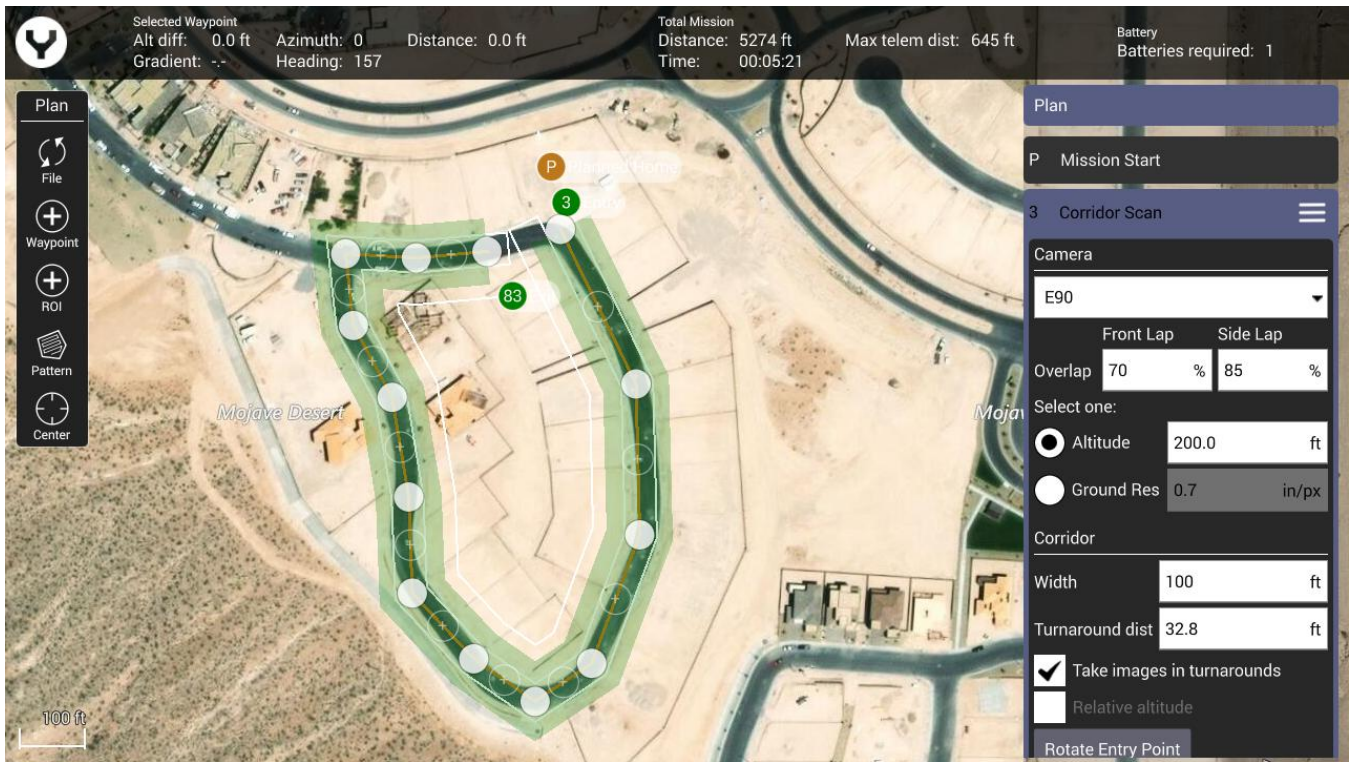 Selected Waypoint
Alt diff: 0.0 ft Azimuth: 0 Distance: 0.0 ft
Gradient: -.- Heading: 157
Total Mission
Distance: 5274 ft Max telem dist: 645 ft
Time: 00:05:21
Battery
Batteries required: 1
Plan
File
Waypoint
ROI
Pattern
Center
P Planned Home
3 Entry
83
Mojave Desert
Mojav
100 ft
Plan
P Mission Start
3 Corridor Scan
Camera
E90
Front Lap Side Lap
Overlap 70 % 85 %
Select one:
Altitude 200.0 ft
Ground Res 0.7 in/px
Corridor
Width 100 ft
Turnaround dist 32.8 ft
Take images in turnarounds
Relative altitude
Rotate Entry Point